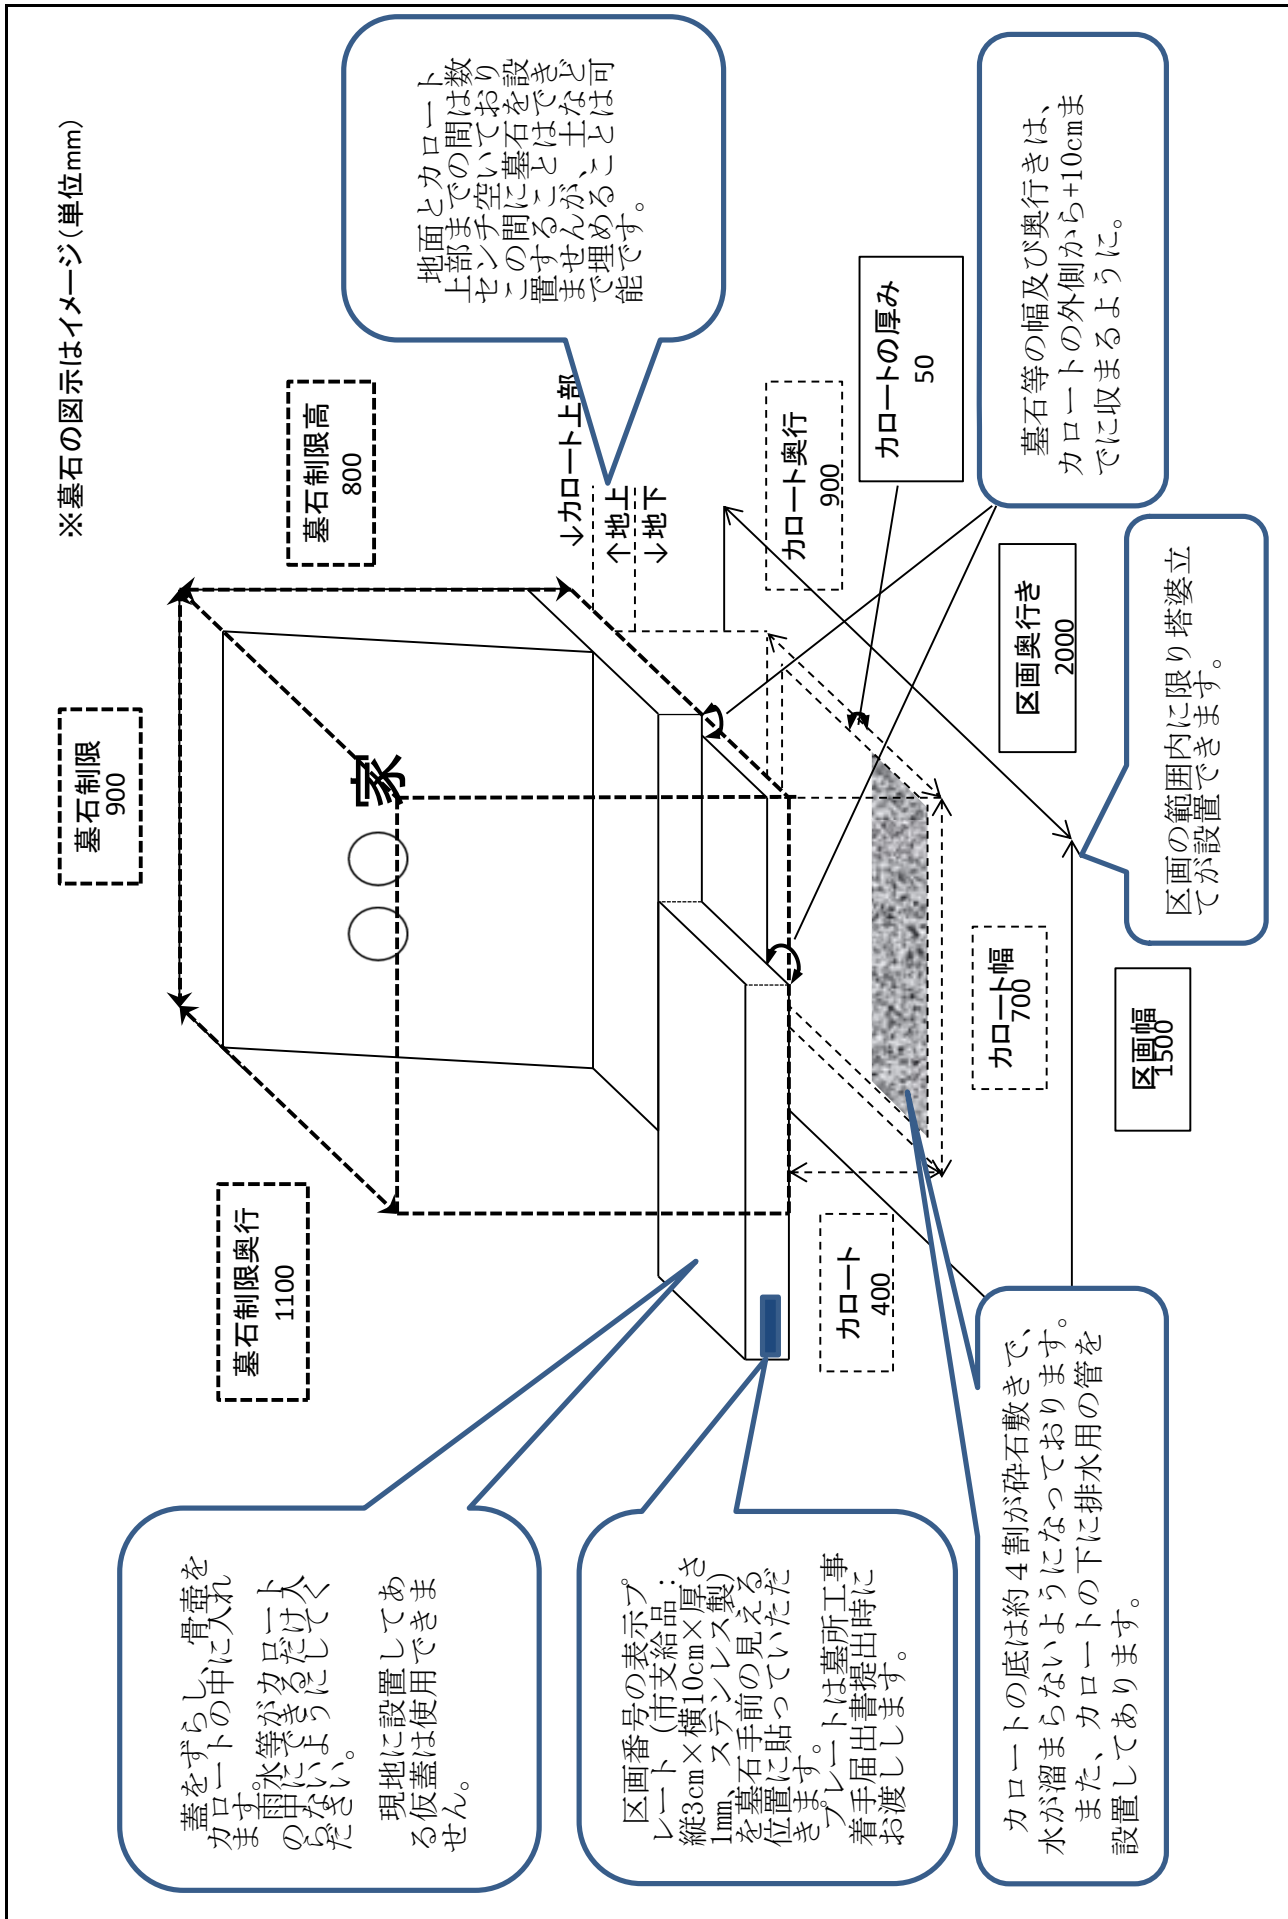 ※墓石の図示はイメージ(単位mm)
墓石制限
900
墓石制限高
800
墓石制限奥行
1100
家
↓カロート上部
↑地上
↓地下
カロート奥行
900
カロートの厚み
50
区画奥行き
2000
カロート幅
700
区画幅
1500
カロート
400
地面とカロート
上部までの間は数
センチ空いており
この間に墓石を設
置することはでき
ませんが、土など
で埋めることは可
能です。
墓石等の幅及び奥行きは、
カロートの外側から+10cmま
でに収まるように。
区画の範囲内に限り塔婆立
てが設置できます。
蓋をずらし、骨壺を
カロートの中に入れ
ます。
雨水等がカロート
の中にできるだけ入
らないようにしてく
ださい。
現地に設置してあ
る仮蓋は使用できま
せん。
区画番号の表示プ
レート（市支給品：
縦3cm×横10cm×厚さ
1mm、ステンレス製)
を墓石手前の見える
位置に貼っていただ
きます。
プレートは墓所工事
着手届出書提出時に
お渡しします。
カロートの底は約４割が砕石敷きで、
水が溜まらないようになっております。
また、カロートの下に排水用の管を
設置してあります。